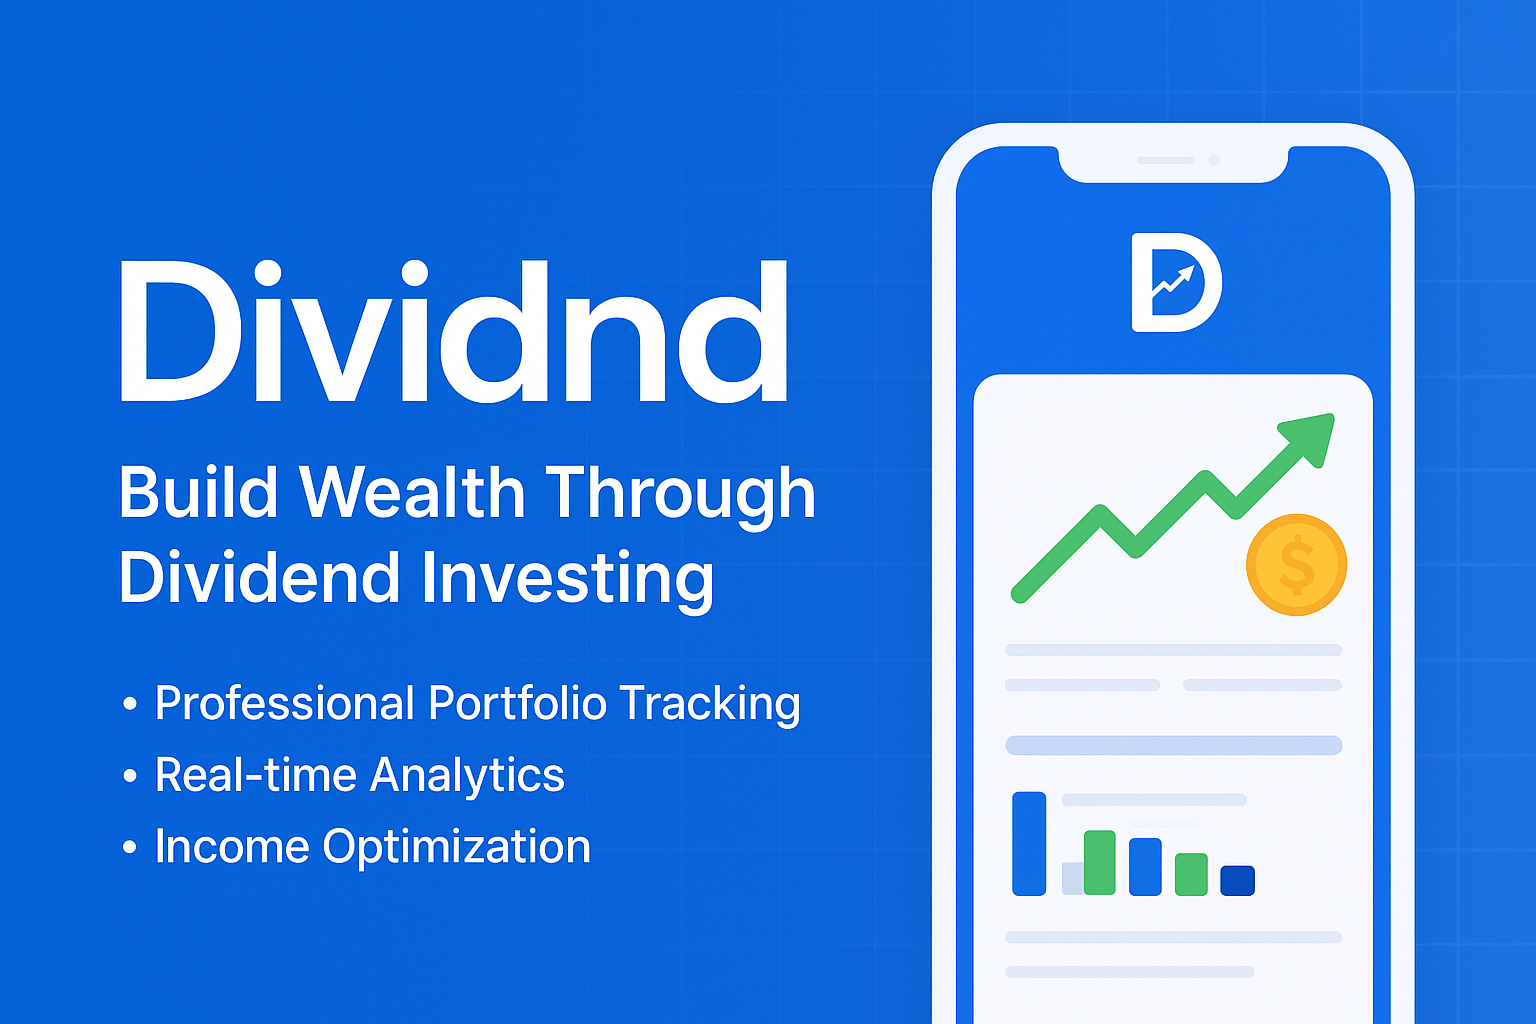 Dividnd
Build Wealth Through
Dividend Investing
• Professional Portfolio Tracking
• Real-time Analytics
• Income Optimization
D
$